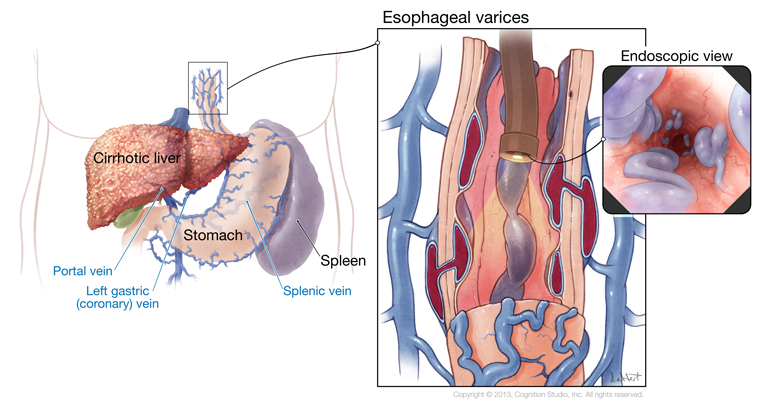 Esophageal varices
Endoscopic view
Cirrhotic liver
Stomach
Spleen
Portal vein
Left gastric
(coronary) vein
Splenic vein
Copyright © 2013, Cognition Studio, Inc. All rights reserved.